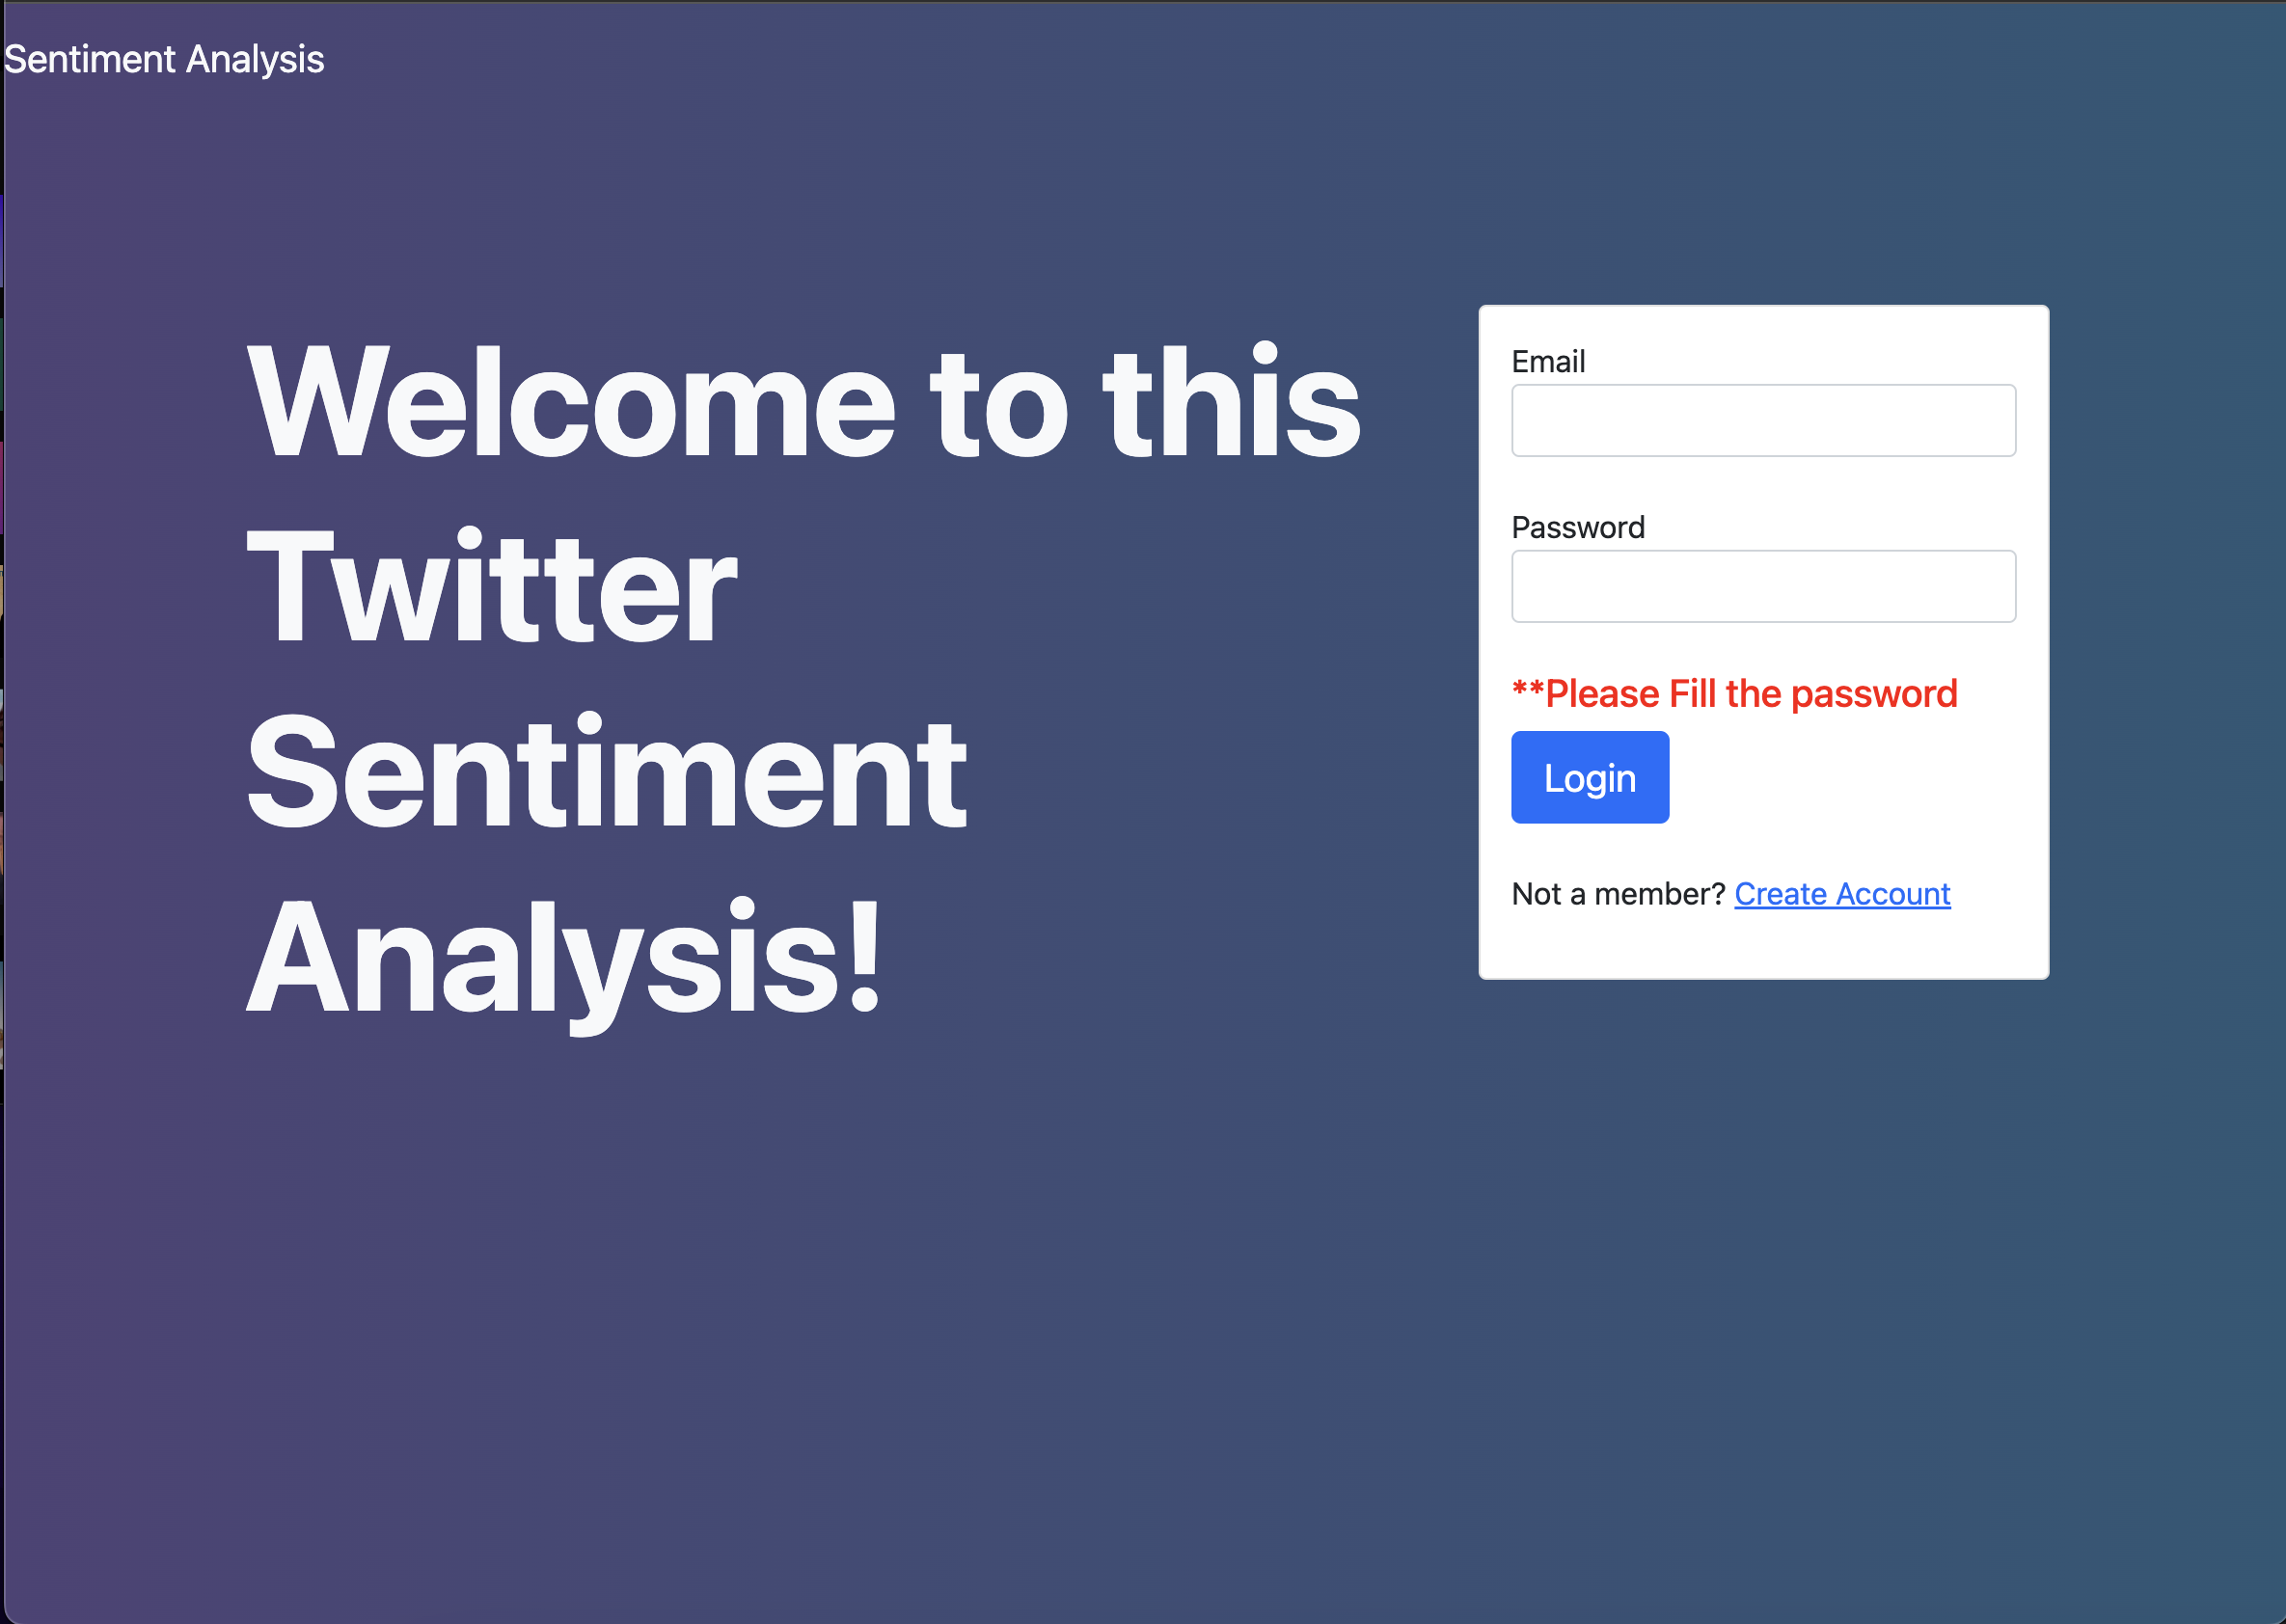 Sentiment Analysis
Welcome to this
Twitter
Sentiment
Analysis!
Email
Password
**Please Fill the password
Login
Not a member? Create Account